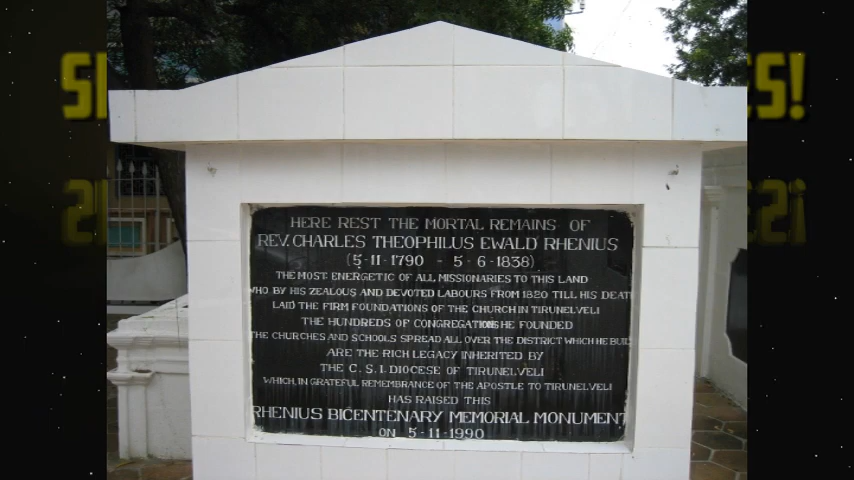 HERE REST THE MORTAL REMAINS OF
REV. CHARLES THEOPHILUS EWALD RHENIUS
(5-11-1790 - 5-6-1838)
THE MOST ENERGETIC OF ALL MISSIONARIES TO THIS LAND
WHO BY HIS ZEALOUS AND DEVOTED LABOURS FROM 1820 TILL HIS DEATH
LAID THE FIRM FOUNDATIONS OF THE CHURCH IN TIRUNELVELI
THE HUNDREDS OF CONGREGATIONS HE FOUNDED
THE CHURCHES AND SCHOOLS SPREAD ALL OVER THE DISTRICT WHICH HE BUILT
ARE THE RICH LEGACY INHERITED BY
THE C.S.I. DIOCESE OF TIRUNELVELI
WHICH, IN GRATEFUL REMEMBRANCE OF THE APOSTLE TO TIRUNELVELI
HAS RAISED THIS
RHENIUS BICENTENARY MEMORIAL MONUMENT
ON 5-11-1990